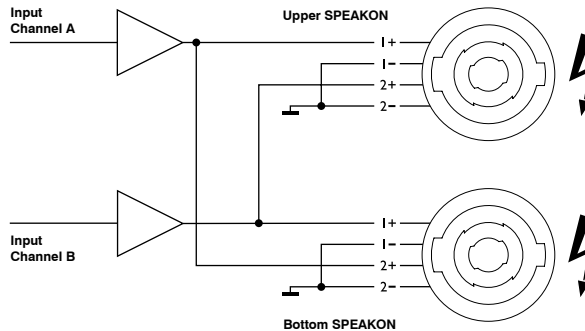 Input
Channel A
Upper SPEAKON
1+
1−
2+
2−
Input
Channel B
1+
1−
2+
2−
Bottom SPEAKON